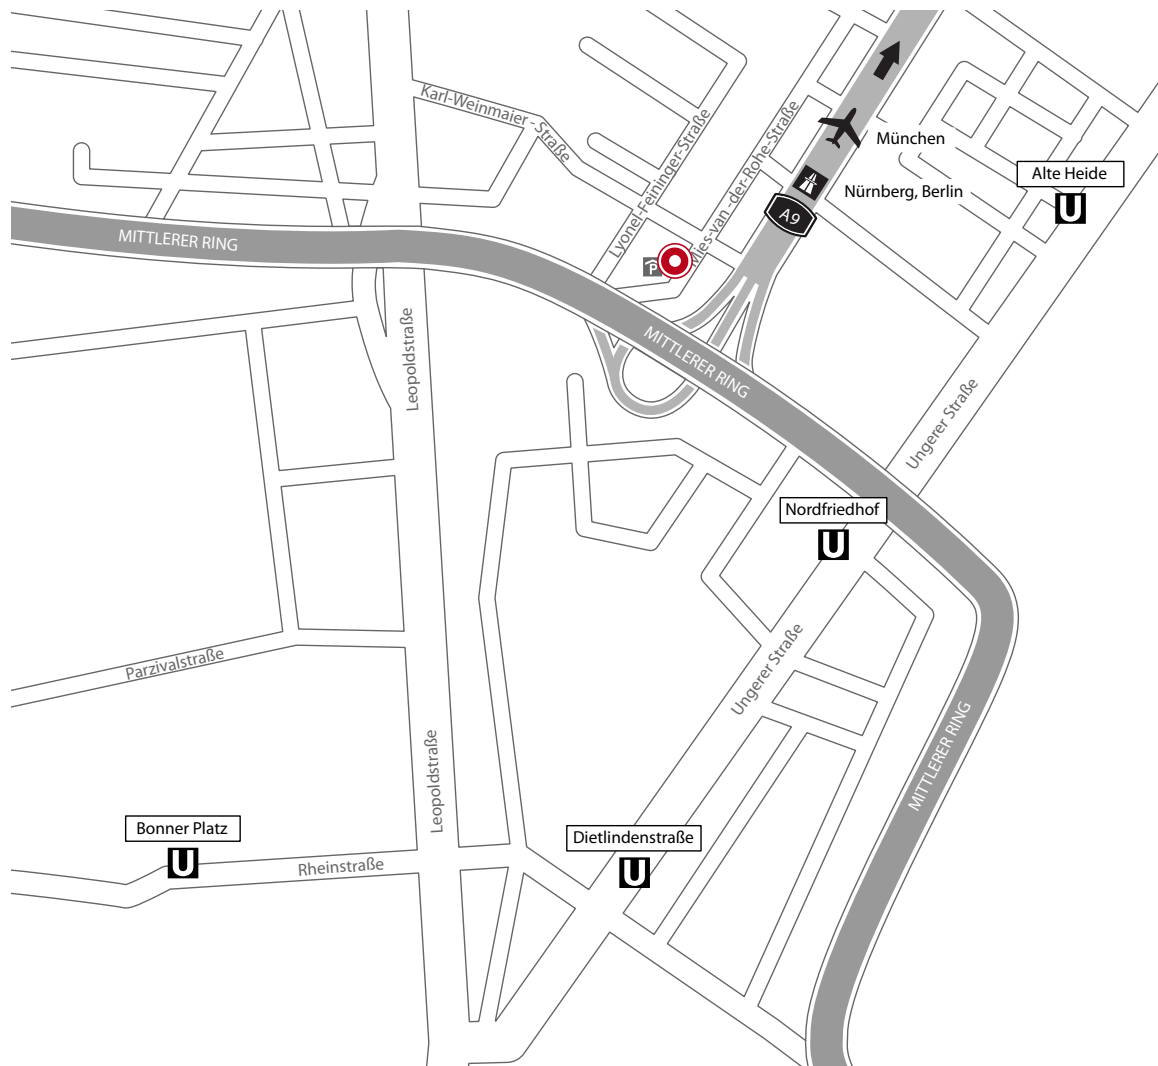 Karl-Weinmaier - Straße
Lyonel-Feininger-Straße
Mies-van -der-Rohe-Straße
München
Alte Heide
U
Nürnberg, Berlin
A9
MITTLERER RING
P
MITTLERER RING
Leopoldstraße
Ungerer Straße
Nordfriedhof
U
Ungerer Straße
Parzivalstraße
MITTLERER RING
Leopoldstraße
Bonner Platz
U
Rheinstraße
Dietlindenstraße
U